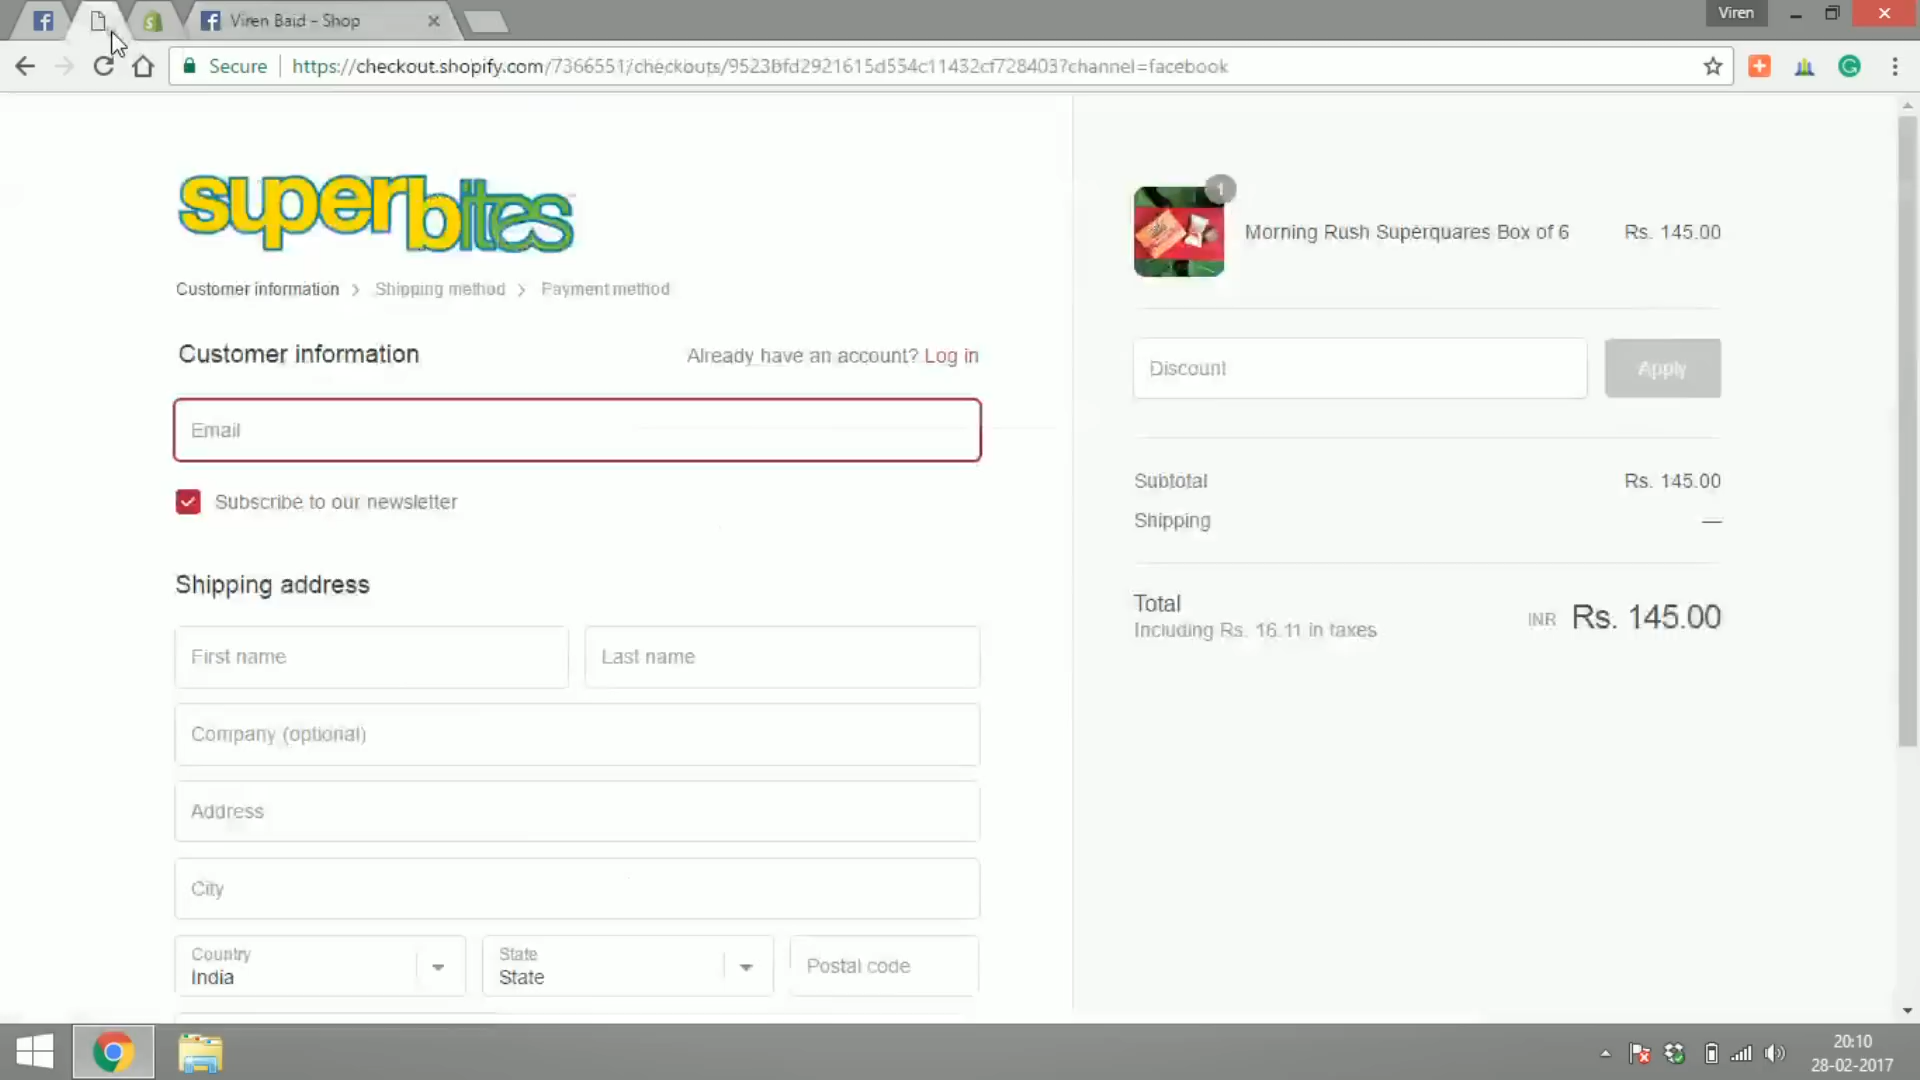 Viren Baid - Shop
Viren
Secure
https://checkout.shopify.com/7366551/checkouts/9523bfd2921615d554c11432cf728403?channel=facebook
superbites
Customer information > Shipping method > Payment method
Customer information
Already have an account? Log in
Email
Subscribe to our newsletter
Shipping address
First name
Last name
Company (optional)
Address
City
Country
India
State
State
Postal code
1
Morning Rush Superquares Box of 6
Rs. 145.00
Discount
Apply
Subtotal
Rs. 145.00
Shipping
—
Total
Including Rs. 16.11 in taxes
INR Rs. 145.00
20:10
28-02-2017